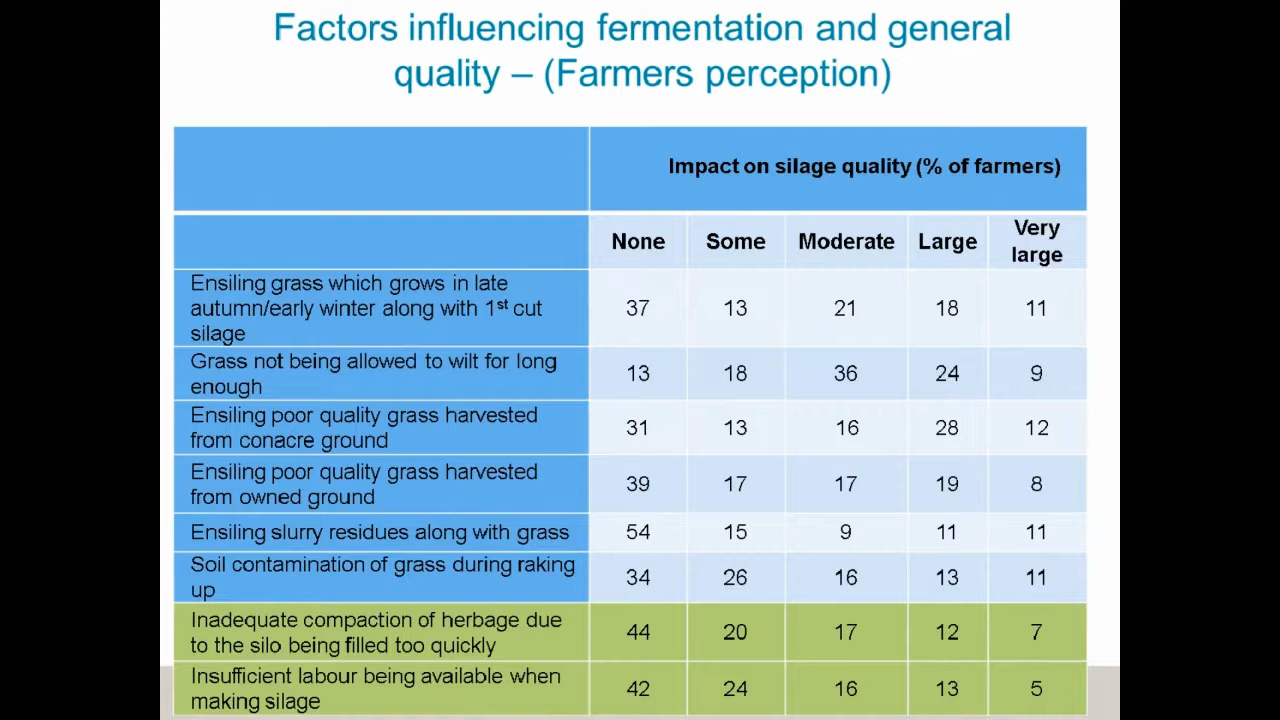 Factors influencing fermentation and general
quality – (Farmers perception)
Impact on silage quality (% of farmers)
None Some Moderate Large Very large
Ensiling grass which grows in late
autumn/early winter along with 1st cut
silage
37 13 21 18 11
Grass not being allowed to wilt for long
enough
13 18 36 24 9
Ensiling poor quality grass harvested
from conacre ground
31 13 16 28 12
Ensiling poor quality grass harvested
from owned ground
39 17 17 19 8
Ensiling slurry residues along with grass
54 15 9 11 11
Soil contamination of grass during raking
up
34 26 16 13 11
Inadequate compaction of herbage due
to the silo being filled too quickly
44 20 17 12 7
Insufficient labour being available when
making silage
42 24 16 13 5